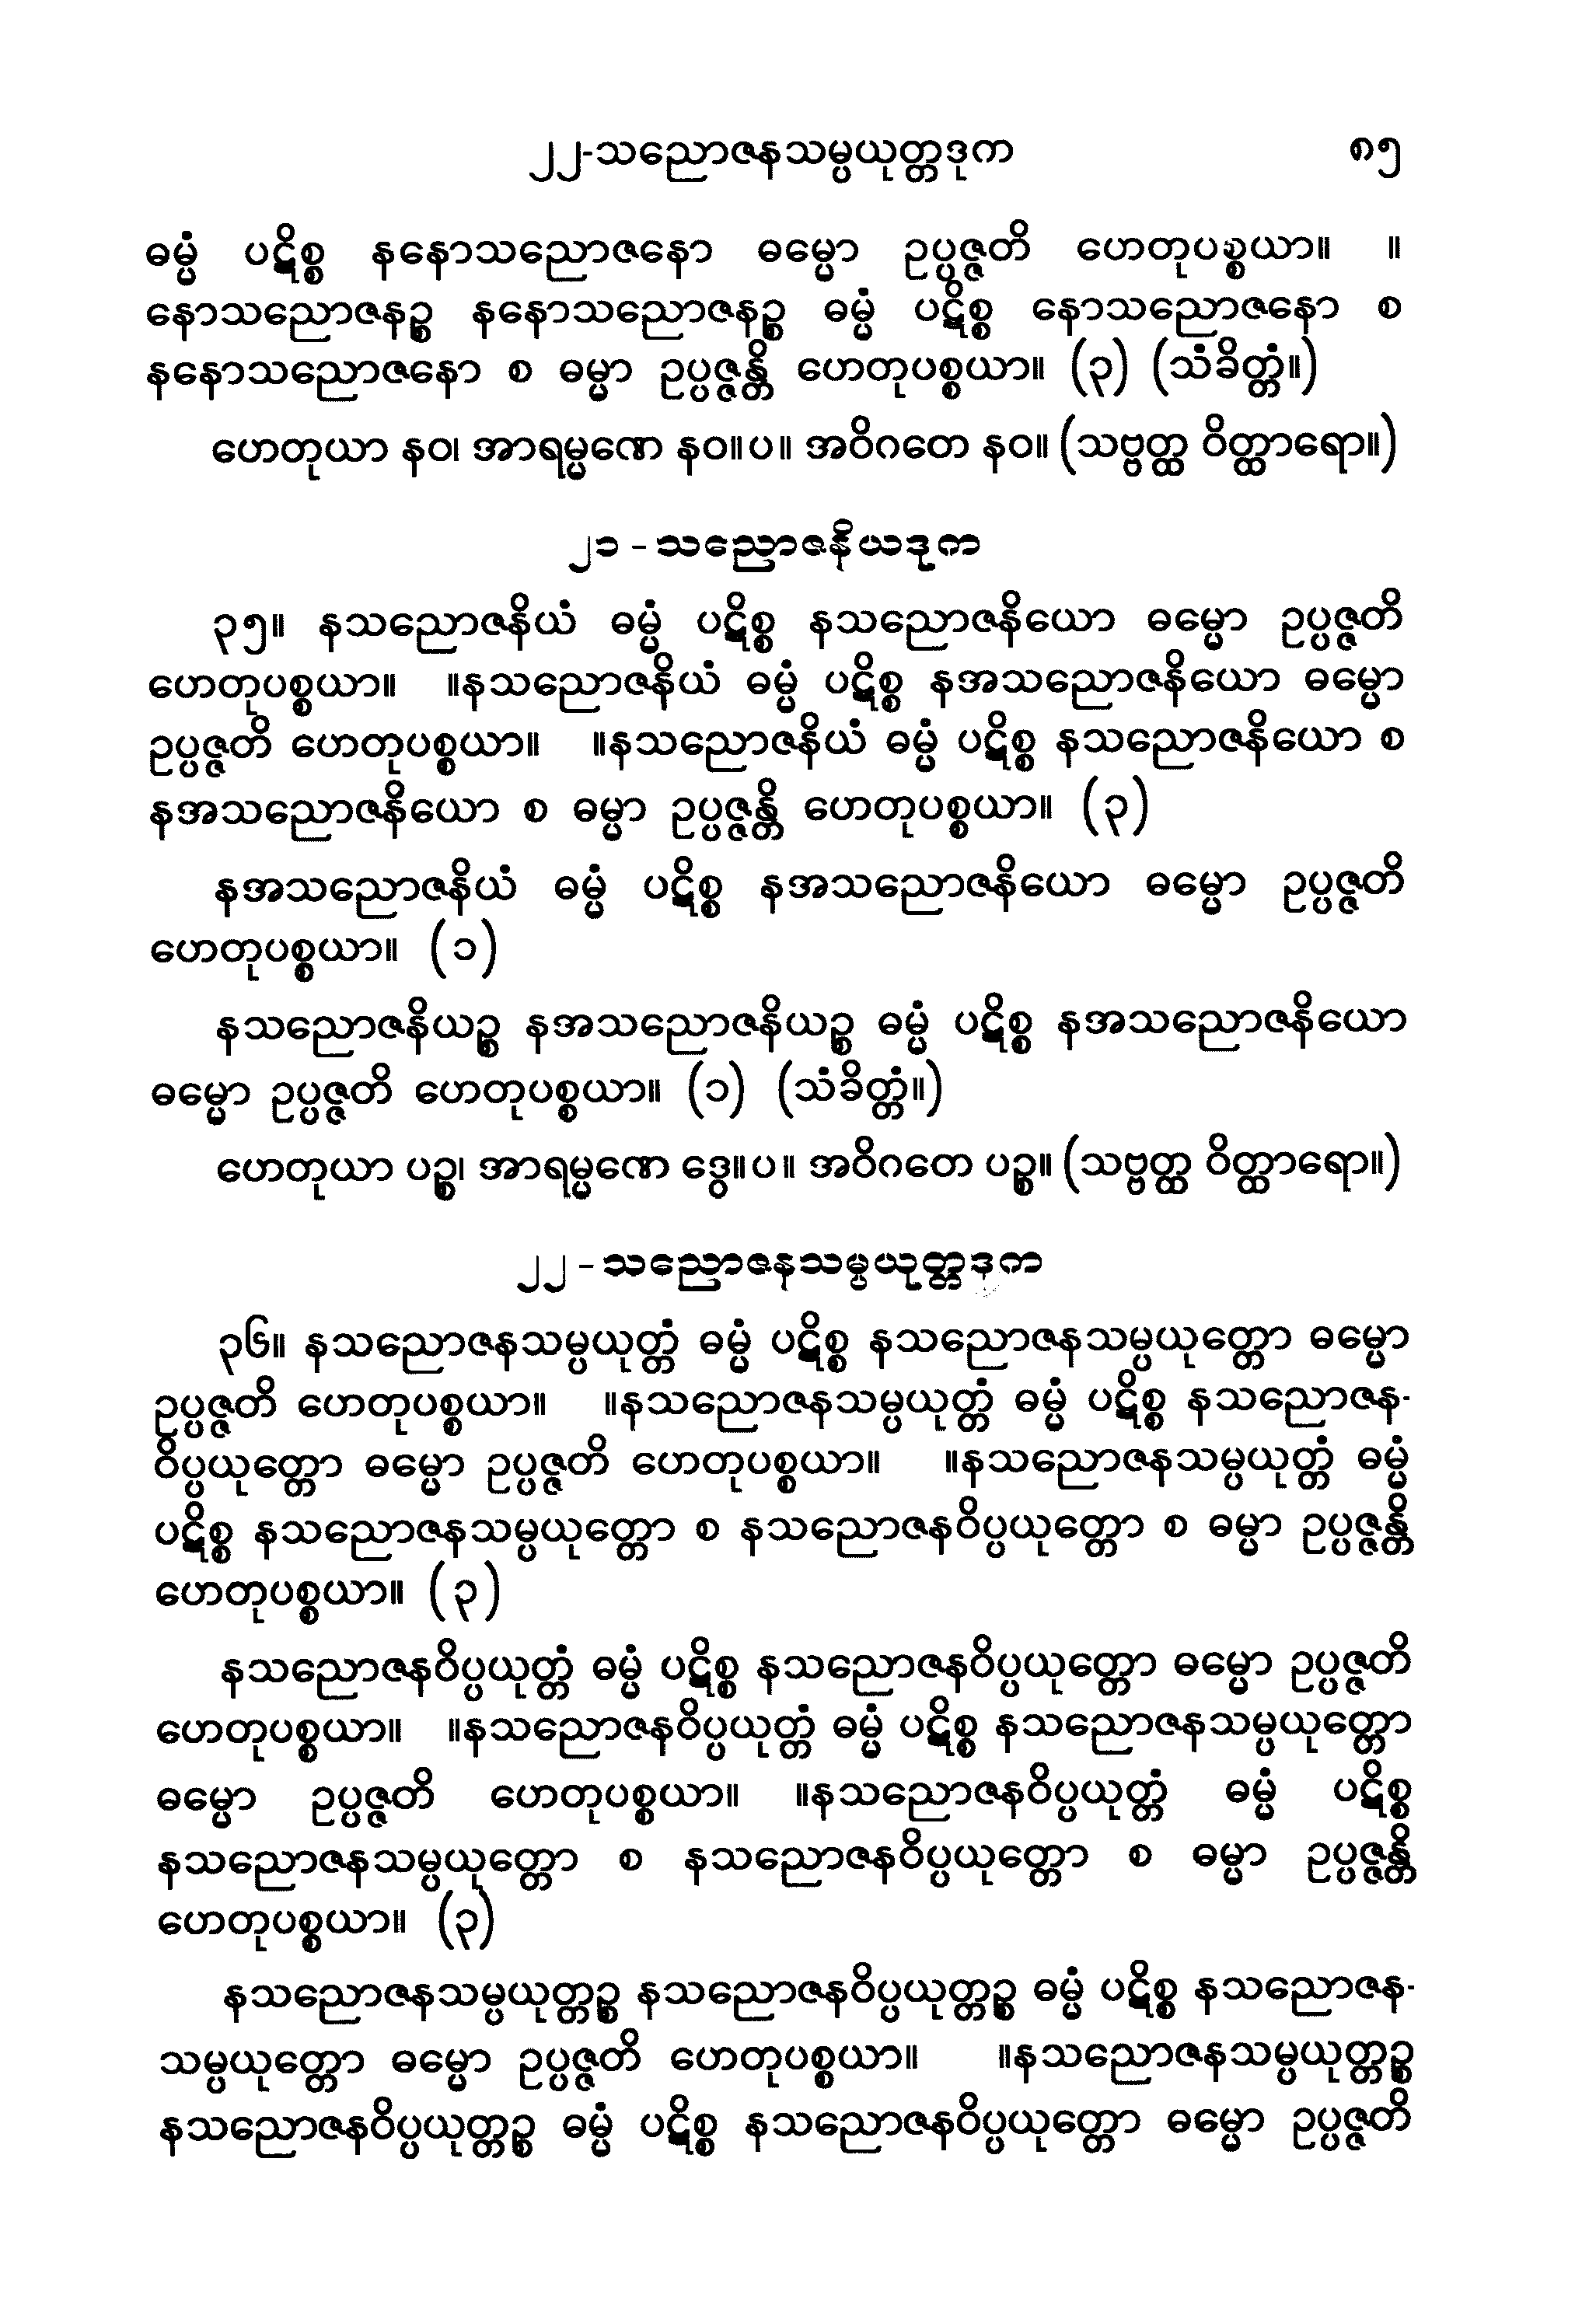 ၂၂-သညောဇနသမ္ပယုတ္တဒုက ၈၅
ဓမ္မံ ပဋိစ္စ နနောသညောဇနော ဓမ္မော ဥပ္ပဇ္ဇတိ ဟေတုပစ္စယာ။ ။
နောသညောဇနဉ္စ နနောသညောဇနဉ္စ ဓမ္မံ ပဋိစ္စ နောသညောဇနော စ
နနောသညောဇနော စ ဓမ္မာ ဥပ္ပဇ္ဇန္တိ ဟေတုပစ္စယာ။ (၃) (သံခိတ္တံ။)
ဟေတုယာ နဝ၊ အာရမ္မဏေ နဝ။ပ။ အဝိဂတေ နဝ။ (သဗ္ဗတ္ထ ဝိတ္ထာရော။)
၂၁ - သညောဇနိယဒုက
၃၅။ နသညောဇနိယံ ဓမ္မံ ပဋိစ္စ နသညောဇနိယော ဓမ္မော ဥပ္ပဇ္ဇတိ
ဟေတုပစ္စယာ။ ။နသညောဇနိယံ ဓမ္မံ ပဋိစ္စ နအသညောဇနိယော ဓမ္မော
ဥပ္ပဇ္ဇတိ ဟေတုပစ္စယာ။ ။နသညောဇနိယံ ဓမ္မံ ပဋိစ္စ နသညောဇနိယော စ
နအသညောဇနိယော စ ဓမ္မာ ဥပ္ပဇ္ဇန္တိ ဟေတုပစ္စယာ။ (၃)
နအသညောဇနိယံ ဓမ္မံ ပဋိစ္စ နအသညောဇနိယော ဓမ္မော ဥပ္ပဇ္ဇတိ
ဟေတုပစ္စယာ။ (၁)
နသညောဇနိယဉ္စ နအသညောဇနိယဉ္စ ဓမ္မံ ပဋိစ္စ နအသညောဇနိယော
ဓမ္မော ဥပ္ပဇ္ဇတိ ဟေတုပစ္စယာ။ (၁) (သံခိတ္တံ။)
ဟေတုယာ ပဉ္စ၊ အာရမ္မဏေ ဒွေ။ပ။ အဝိဂတေ ပဉ္စ။ (သဗ္ဗတ္ထ ဝိတ္ထာရော။)
၂၂ - သညောဇနသမ္ပယုတ္တဒုက
၃၆။ နသညောဇနသမ္ပယုတ္တံ ဓမ္မံ ပဋိစ္စ နသညောဇနသမ္ပယုတ္တော ဓမ္မော
ဥပ္ပဇ္ဇတိ ဟေတုပစ္စယာ။ ။နသညောဇနသမ္ပယုတ္တံ ဓမ္မံ ပဋိစ္စ နသညောဇန-
ဝိပ္ပယုတ္တော ဓမ္မော ဥပ္ပဇ္ဇတိ ဟေတုပစ္စယာ။ ။နသညောဇနသမ္ပယုတ္တံ ဓမ္မံ
ပဋိစ္စ နသညောဇနသမ္ပယုတ္တော စ နသညောဇနဝိပ္ပယုတ္တော စ ဓမ္မာ ဥပ္ပဇ္ဇန္တိ
ဟေတုပစ္စယာ။ (၃)
နသညောဇနဝိပ္ပယုတ္တံ ဓမ္မံ ပဋိစ္စ နသညောဇနဝိပ္ပယုတ္တော ဓမ္မော ဥပ္ပဇ္ဇတိ
ဟေတုပစ္စယာ။ ။နသညောဇနဝိပ္ပယုတ္တံ ဓမ္မံ ပဋိစ္စ နသညောဇနသမ္ပယုတ္တော
ဓမ္မော ဥပ္ပဇ္ဇတိ ဟေတုပစ္စယာ။ ။နသညောဇနဝိပ္ပယုတ္တံ ဓမ္မံ ပဋိစ္စ
နသညောဇနသမ္ပယုတ္တော စ နသညောဇနဝိပ္ပယုတ္တော စ ဓမ္မာ ဥပ္ပဇ္ဇန္တိ
ဟေတုပစ္စယာ။ (၃)
နသညောဇနသမ္ပယုတ္တဉ္စ နသညောဇနဝိပ္ပယုတ္တဉ္စ ဓမ္မံ ပဋိစ္စ နသညောဇန-
သမ္ပယုတ္တော ဓမ္မော ဥပ္ပဇ္ဇတိ ဟေတုပစ္စယာ။ ။နသညောဇနသမ္ပယုတ္တဉ္စ
နသညောဇနဝိပ္ပယုတ္တဉ္စ ဓမ္မံ ပဋိစ္စ နသညောဇနဝိပ္ပယုတ္တော ဓမ္မော ဥပ္ပဇ္ဇတိ